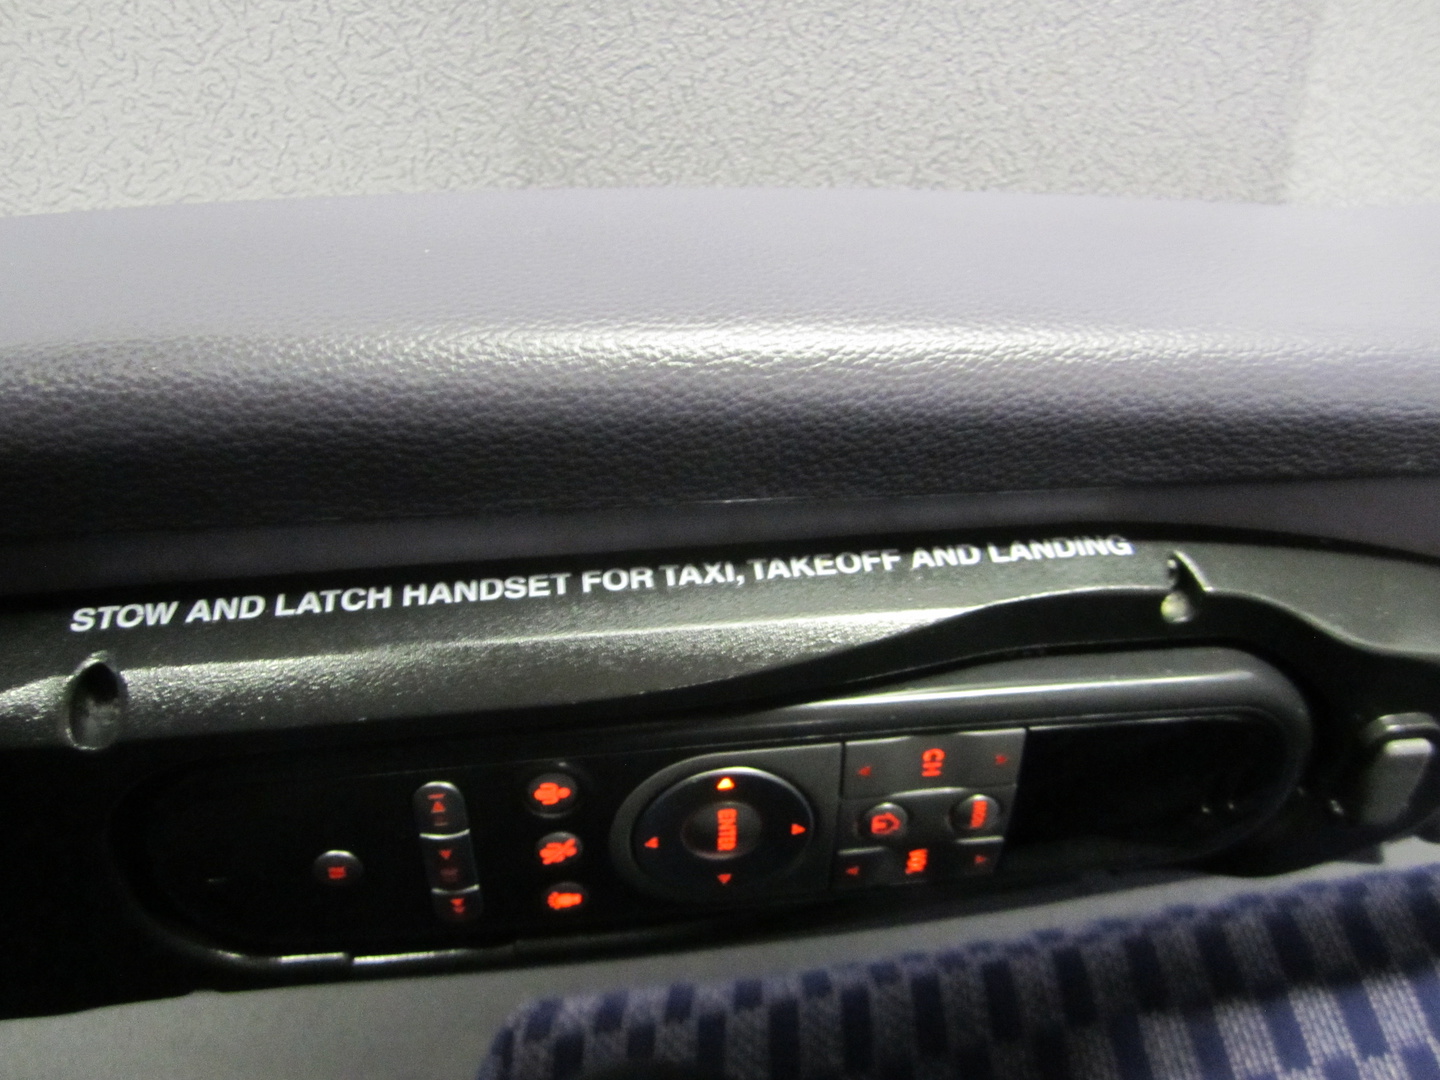 STOW AND LATCH HANDSET FOR TAXI, TAKEOFF AND LANDING
CH
ENTER
VOL